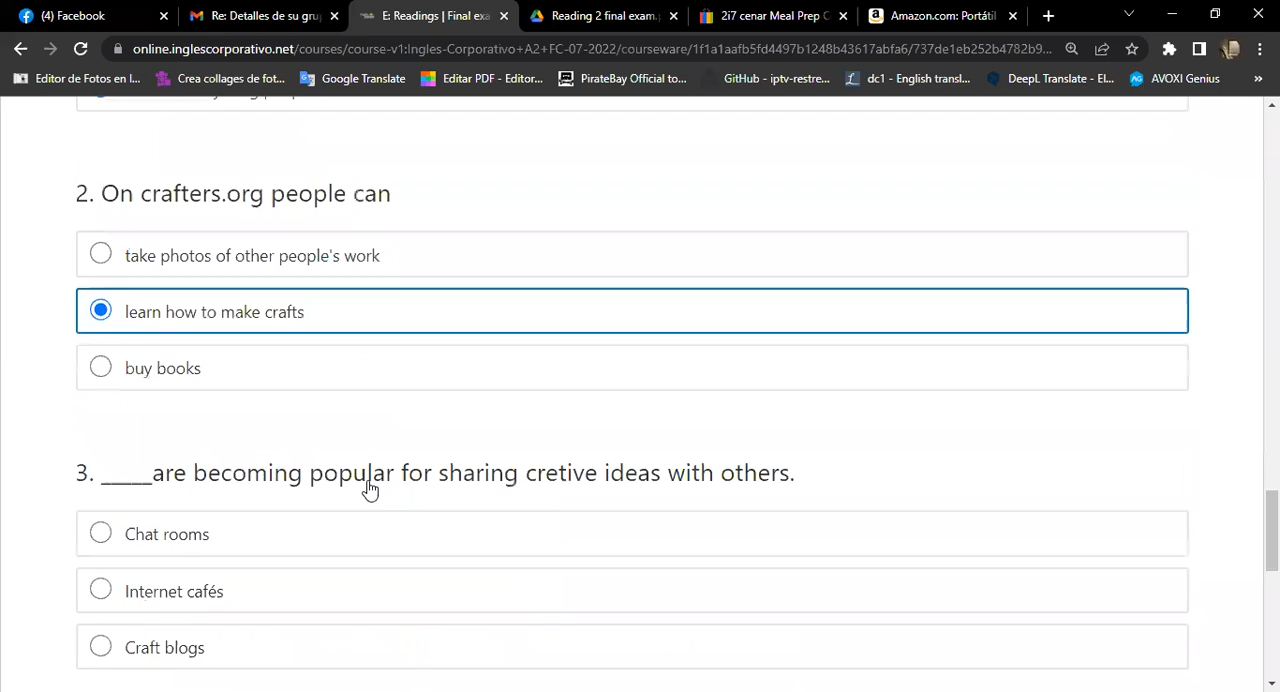 (4) Facebook
Re: Detalles de su gru
E: Readings | Final exa
Reading 2 final exam.
2i7 cenar Meal Prep C
Amazon.com: Portátil
online.inglescorporativo.net/courses/course-v1:Ingles-Corporativo+A2+FC-07-2022/courseware/1f1a1aafb5fd4497b1248b43617abfa6/737de1eb252b4782b9...
Editor de Fotos en l...
Crea collages de fot...
Google Translate
Editar PDF - Editor...
PirateBay Official to...
GitHub - iptv-restre...
dc1 - English transl...
DeepL Translate - EL...
AVOXI Genius
»
2. On crafters.org people can
take photos of other people's work
learn how to make crafts
buy books
3. _____are becoming popular for sharing cretive ideas with others.
Chat rooms
Internet cafés
Craft blogs